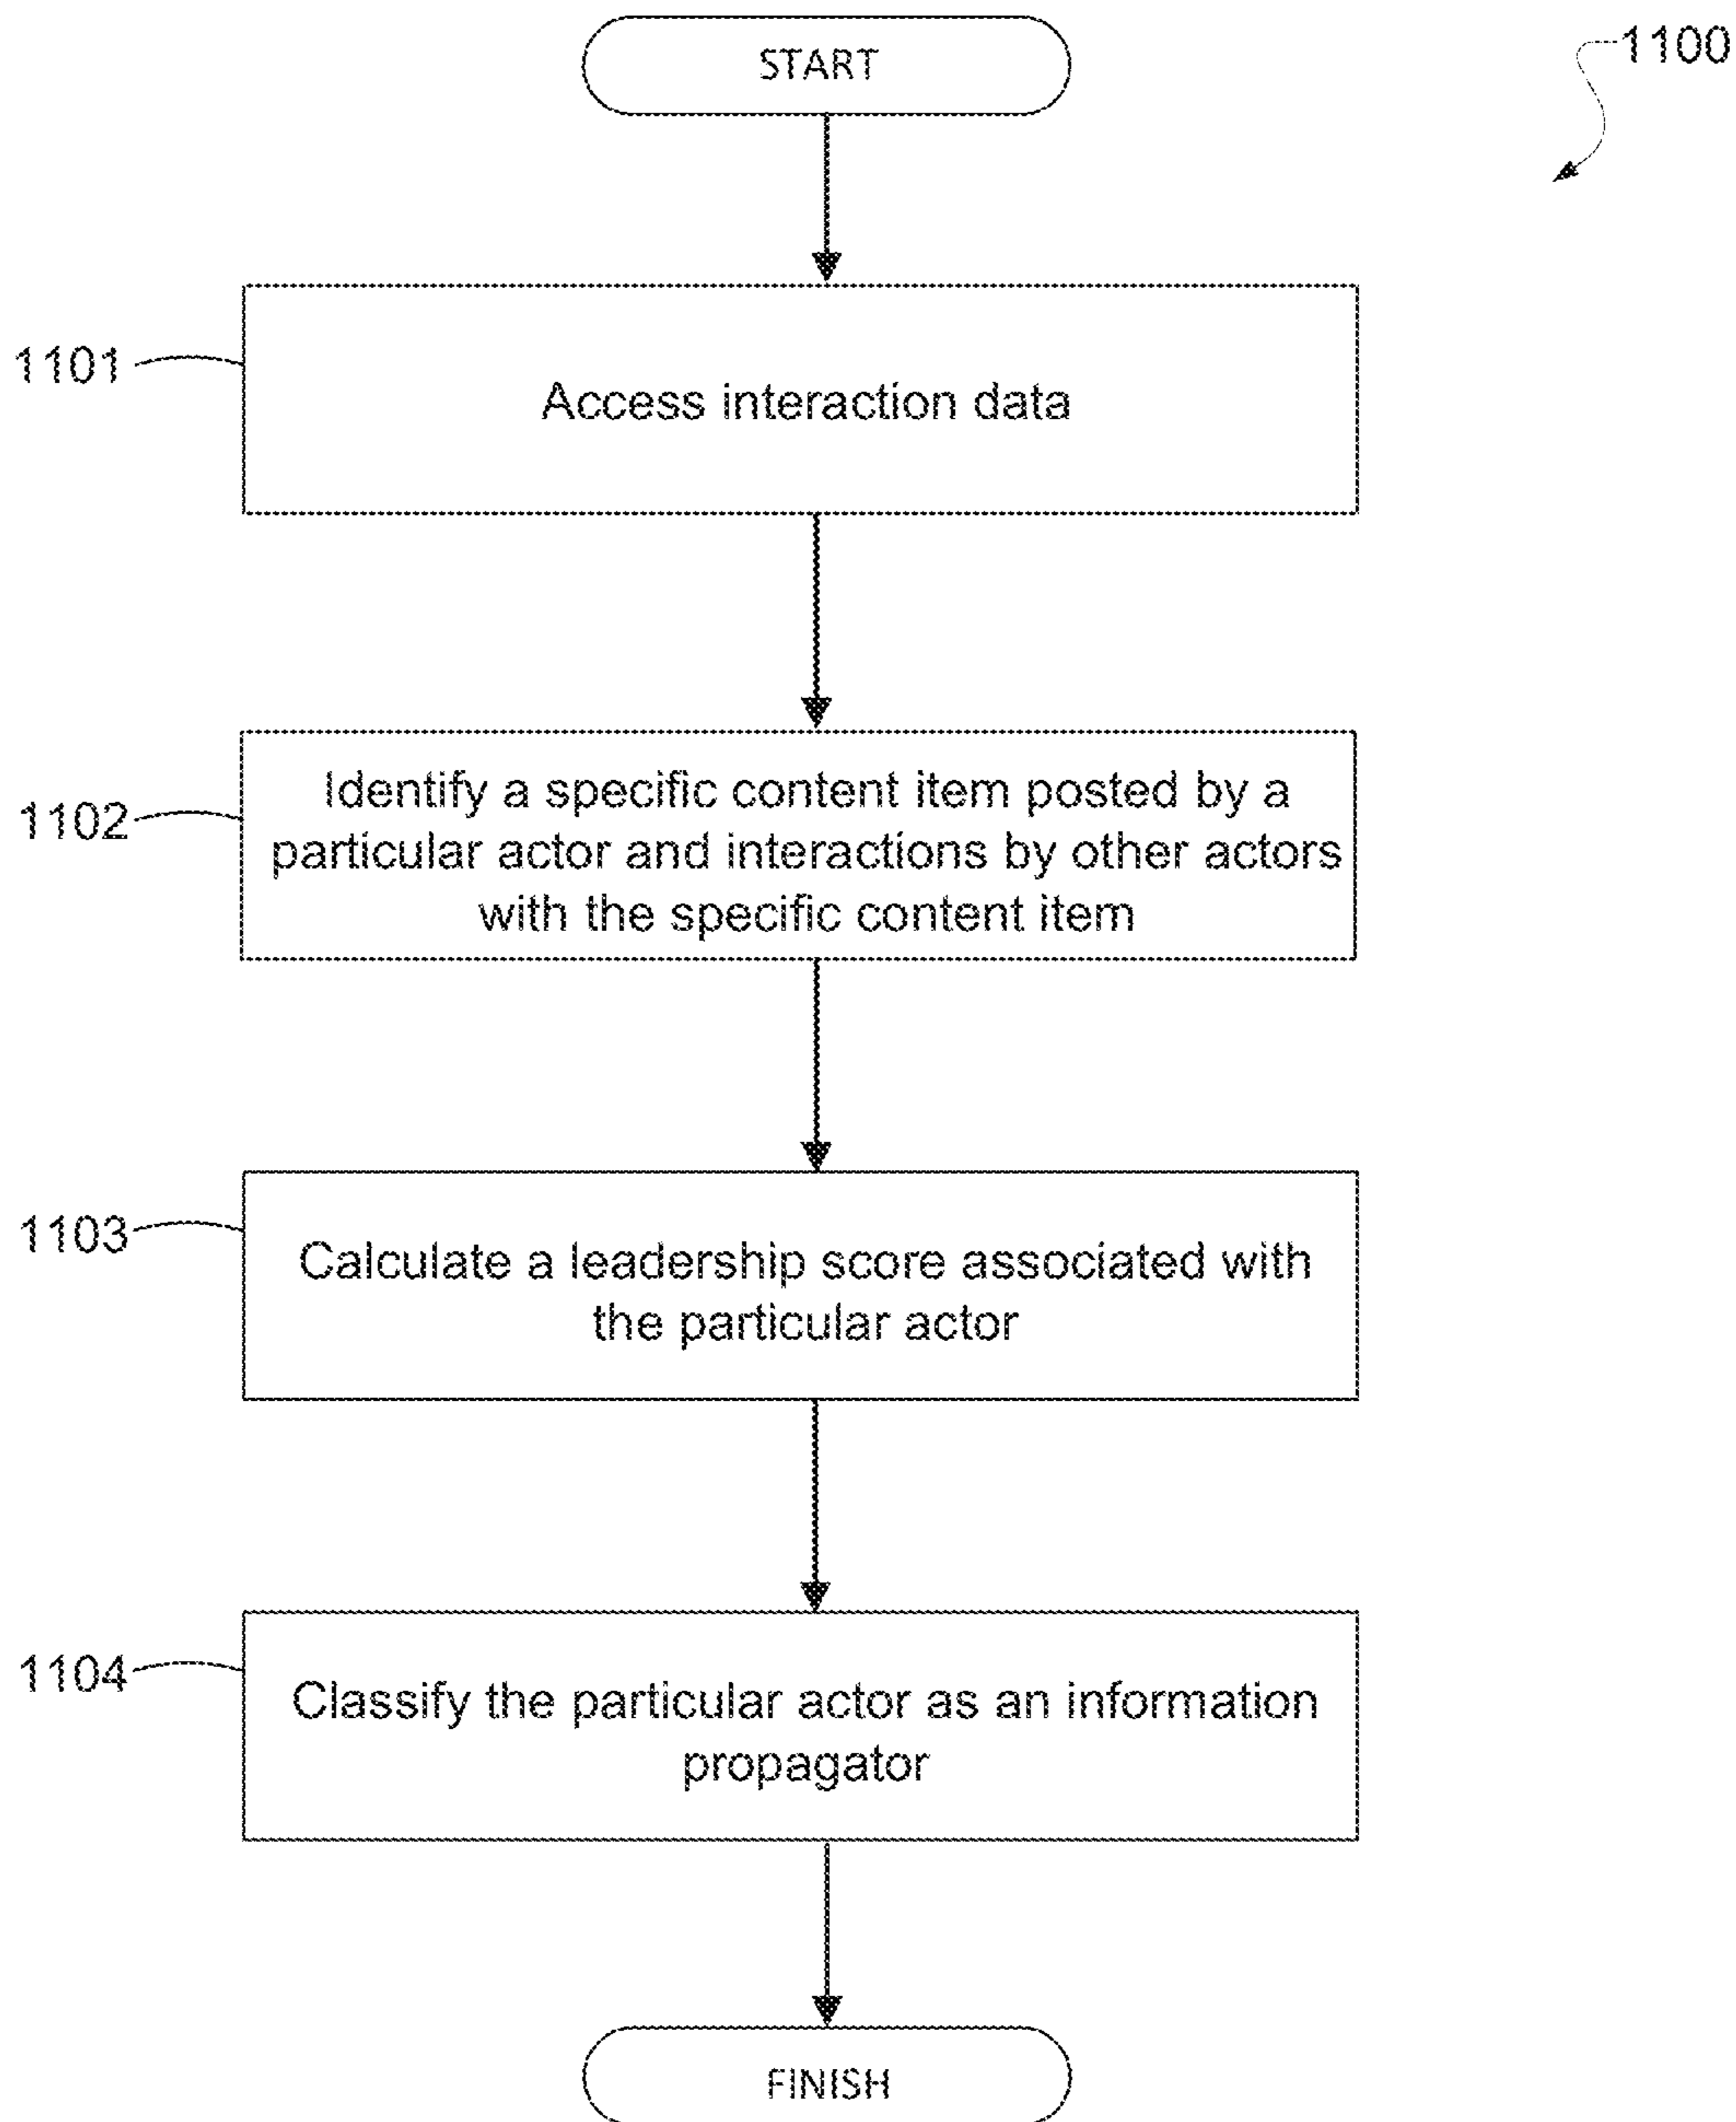 START
1100
1101
Access interaction data
1102
Identify a specific content item posted by a
particular actor and interactions by other actors
with the specific content item
1103
Calculate a leadership score associated with
the particular actor
1104
Classify the particular actor as an information
propagator
FINISH